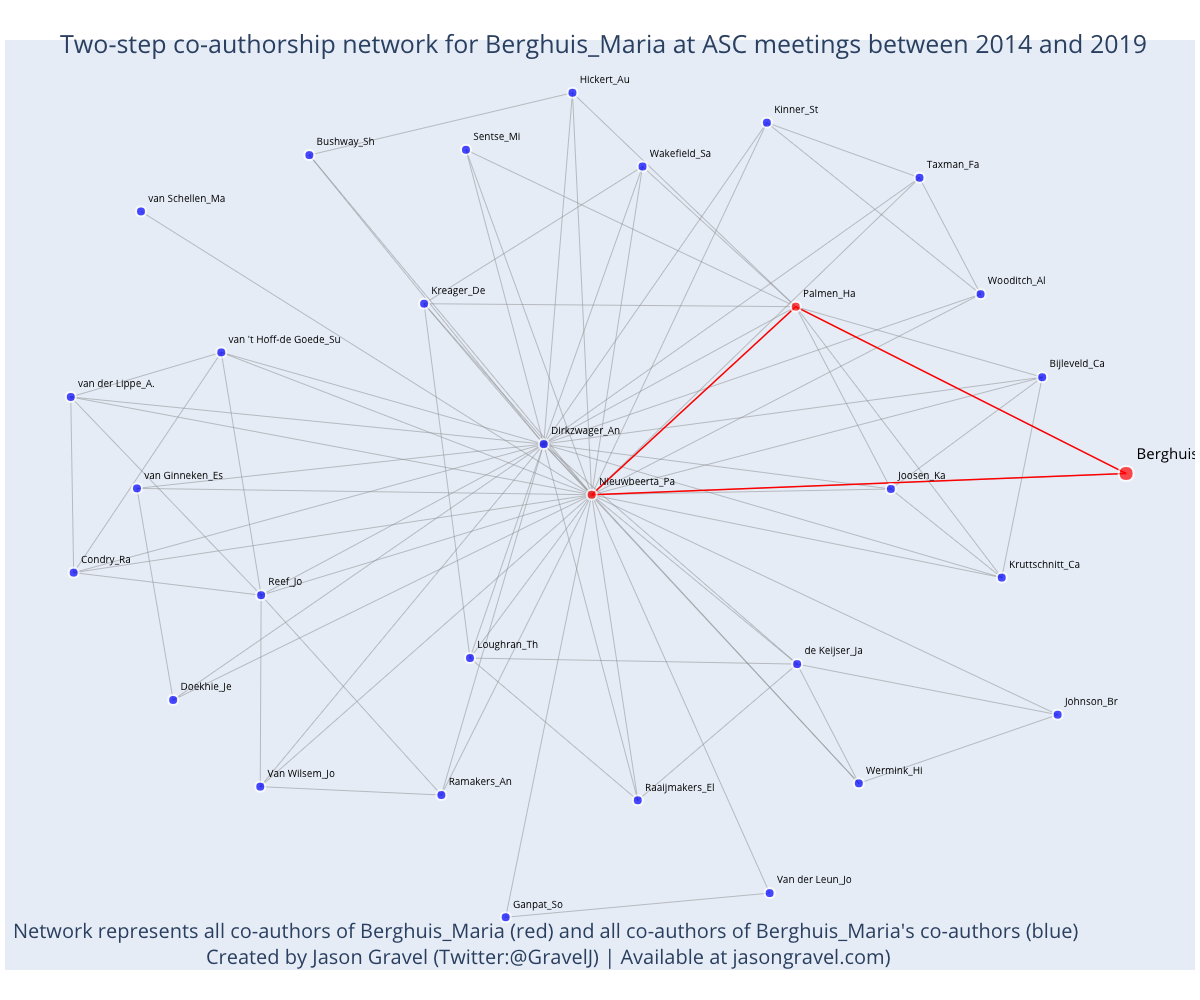 Two-step co-authorship network for Berghuis_Maria at ASC meetings between 2014 and 2019
Hickert_Au
Kinner_St
Bushway_Sh
Sentse_Mi
Wakefield_Sa
Taxman_Fa
van Schellen_Ma
Wooditch_Al
Kreager_De
Palmen_Ha
van 't Hoff-de Goede_Su
Bijleveld_Ca
van der Lippe_A.
Dirkzwager_An
Berghuis
van Ginneken_Es
Joosen_Ka
Nieuwbeerta_Pa
Condry_Ra
Kruttschnitt_Ca
Reef_Jo
Loughran_Th
de Keijser_Ja
Doekhie_Je
Johnson_Br
Van Wilsem_Jo
Wermink_Hi
Ramakers_An
Raaijmakers_El
Van der Leun_Jo
Ganpat_So
Network represents all co-authors of Berghuis_Maria (red) and all co-authors of Berghuis_Maria's co-authors (blue)
Created by Jason Gravel (Twitter:@GravelJ) | Available at jasongravel.com)